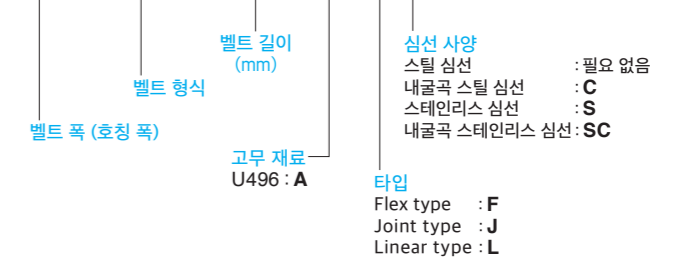 벨트 길이
(mm)
벨트 형식
벨트 폭 (호칭 폭)
고무 재료
U496 : A
심선 사양
스틸 심선 : 필요 없음
내굴곡 스틸 심선 : C
스테인리스 심선 : S
내굴곡 스테인리스 심선 : SC
타입
Flex type : F
Joint type : J
Linear type : L